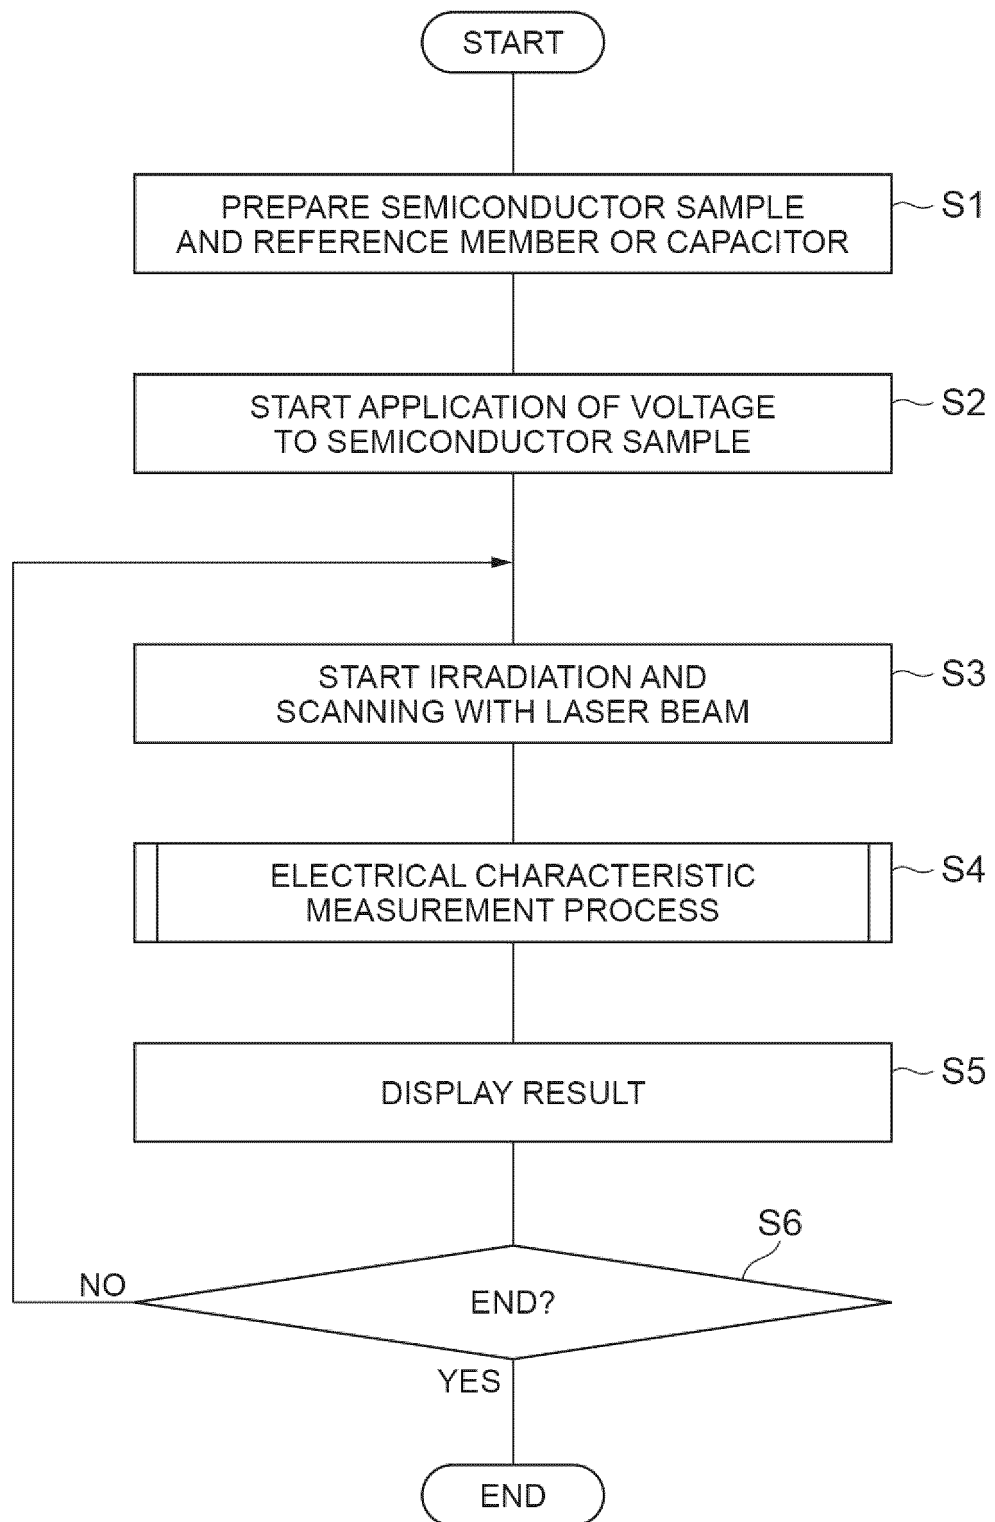 START
PREPARE SEMICONDUCTOR SAMPLE
AND REFERENCE MEMBER OR CAPACITOR
S1
START APPLICATION OF VOLTAGE
TO SEMICONDUCTOR SAMPLE
S2
START IRRADIATION AND
SCANNING WITH LASER BEAM
S3
ELECTRICAL CHARACTERISTIC
MEASUREMENT PROCESS
S4
DISPLAY RESULT
S5
S6
NO
END?
YES
END